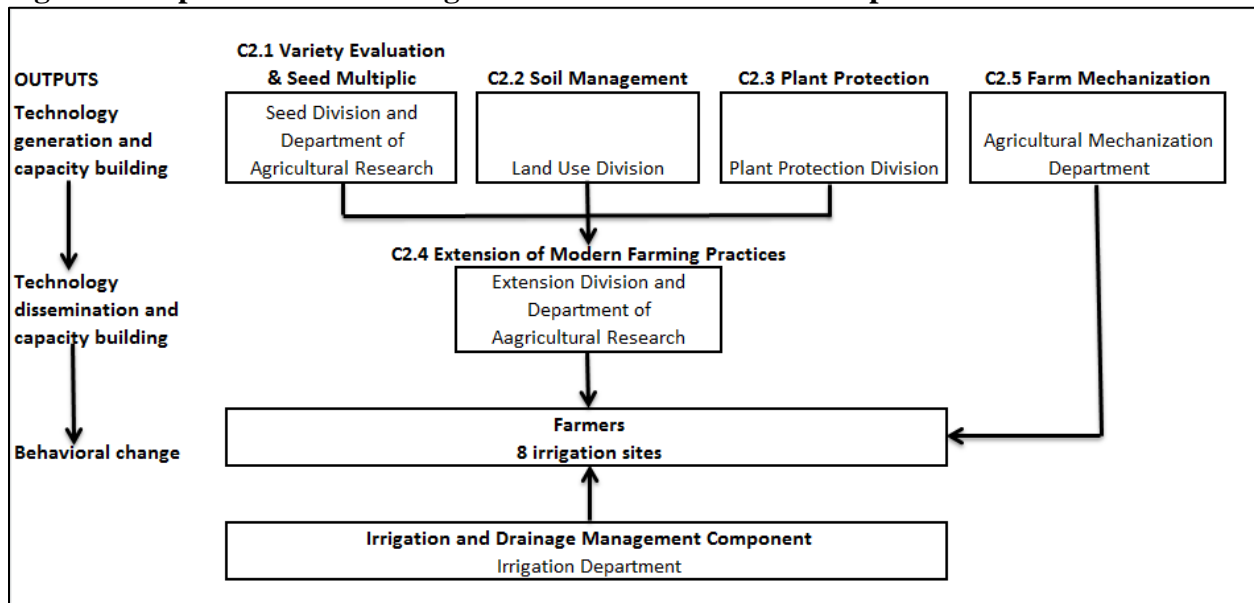 C2.1 Variety Evaluation
& Seed Multiplic
C2.2 Soil Management
C2.3 Plant Protection
C2.5 Farm Mechanization
OUTPUTS
Technology
generation and
capacity building
Seed Division and
Department of
Agricultural Research
Land Use Division
Plant Protection Division
Agricultural Mechanization
Department
C2.4 Extension of Modern Farming Practices
Technology
dissemination and
capacity building
Extension Division and
Department of
Aagricultural Research
Behavioral change
Farmers
8 irrigation sites
Irrigation and Drainage Management Component
Irrigation Department